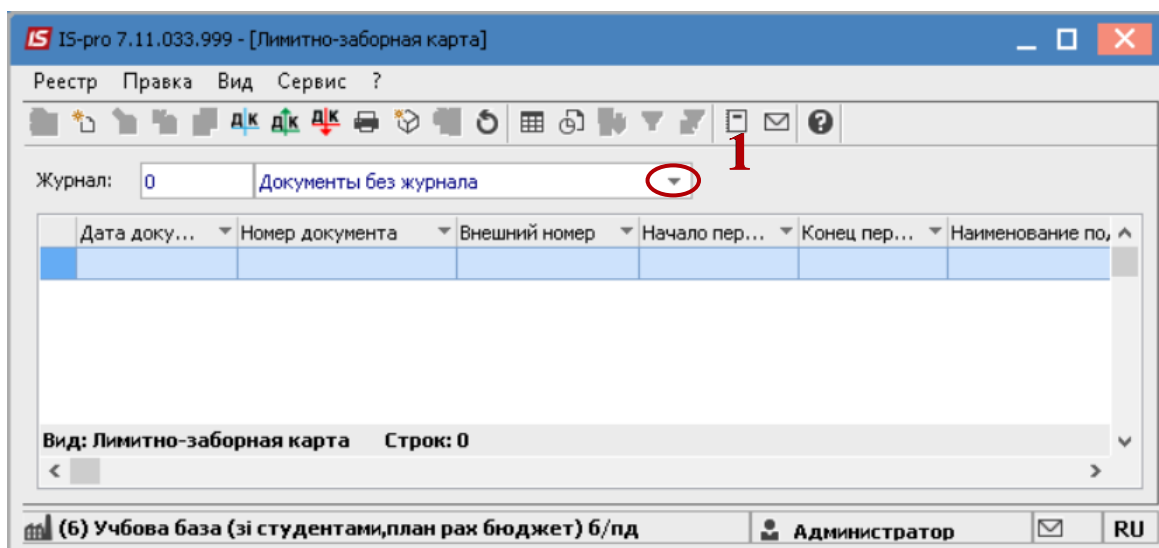 IS-pro 7.11.033.999 - [Лимитно-заборная карта]
Реестр Правка Вид Сервис ?
1
Журнал: 0 Документы без журнала
Дата доку... Номер документа Внешний номер Начало пер... Конец пер... Наименование по
Вид: Лимитно-заборная карта Строк: 0
(6) Учбова база (зі студентами,план рах бюджет) б/пд Администратор RU